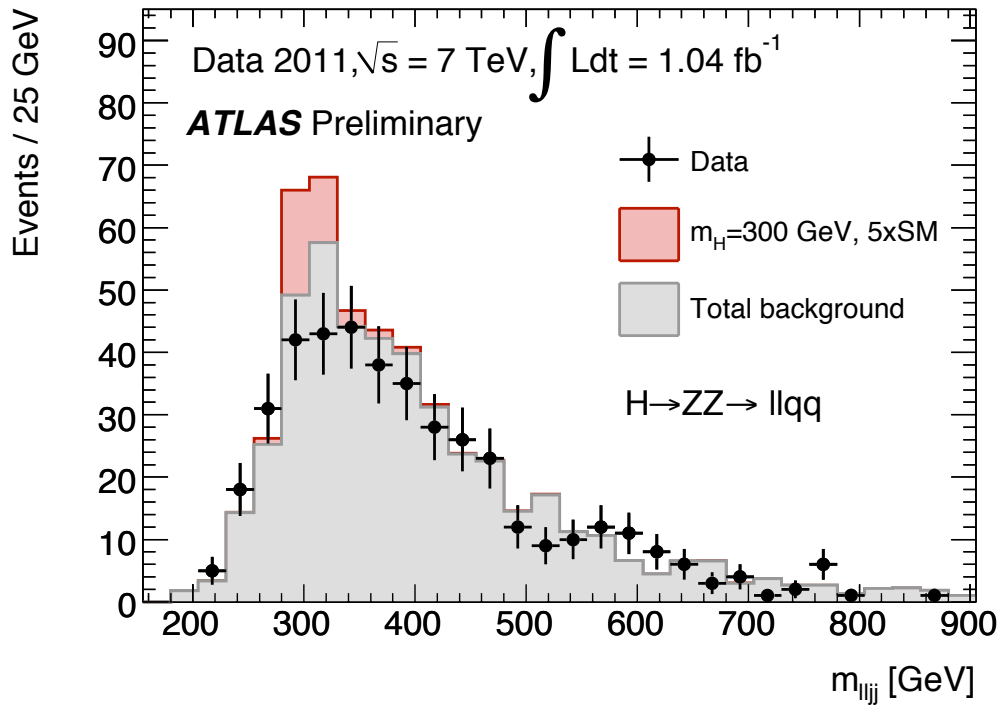 Events / 25 GeV
90
80
70
60
50
40
30
20
10
0
Data 2011,√s = 7 TeV,∫ Ldt = 1.04 fb⁻¹
ATLAS Preliminary
Data
m_H=300 GeV, 5xSM
Total background
H→ZZ→ llqq
200 300 400 500 600 700 800 900
m_lljj [GeV]